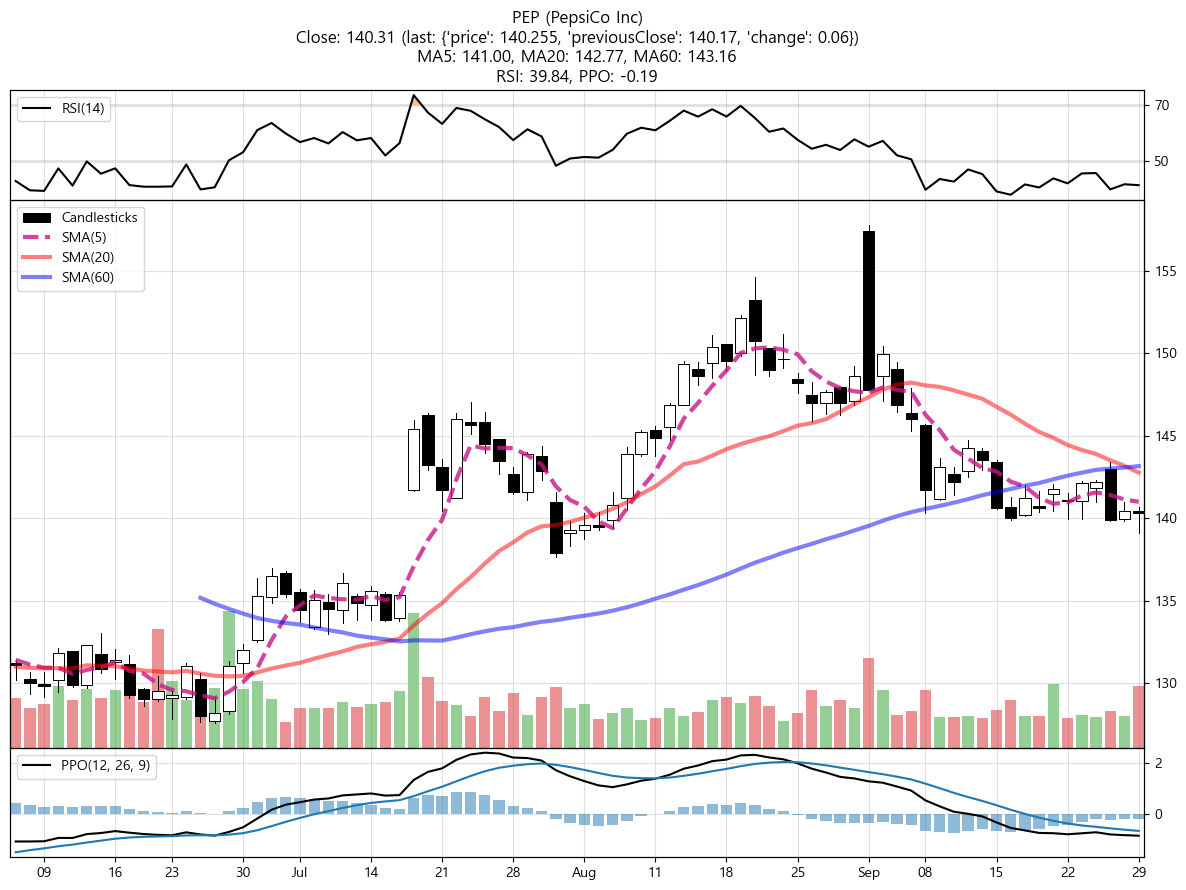 PEP (PepsiCo Inc)
Close: 140.31 (last: {'price': 140.255, 'previousClose': 140.17, 'change': 0.06})
MA5: 141.00, MA20: 142.77, MA60: 143.16
RSI: 39.84, PPO: -0.19
RSI(14)
70
50
Candlesticks
SMA(5)
SMA(20)
SMA(60)
155
150
145
140
135
130
PPO(12, 26, 9)
2
0
09 16 23 30 Jul 14 21 28 Aug 11 18 25 Sep 08 15 22 29